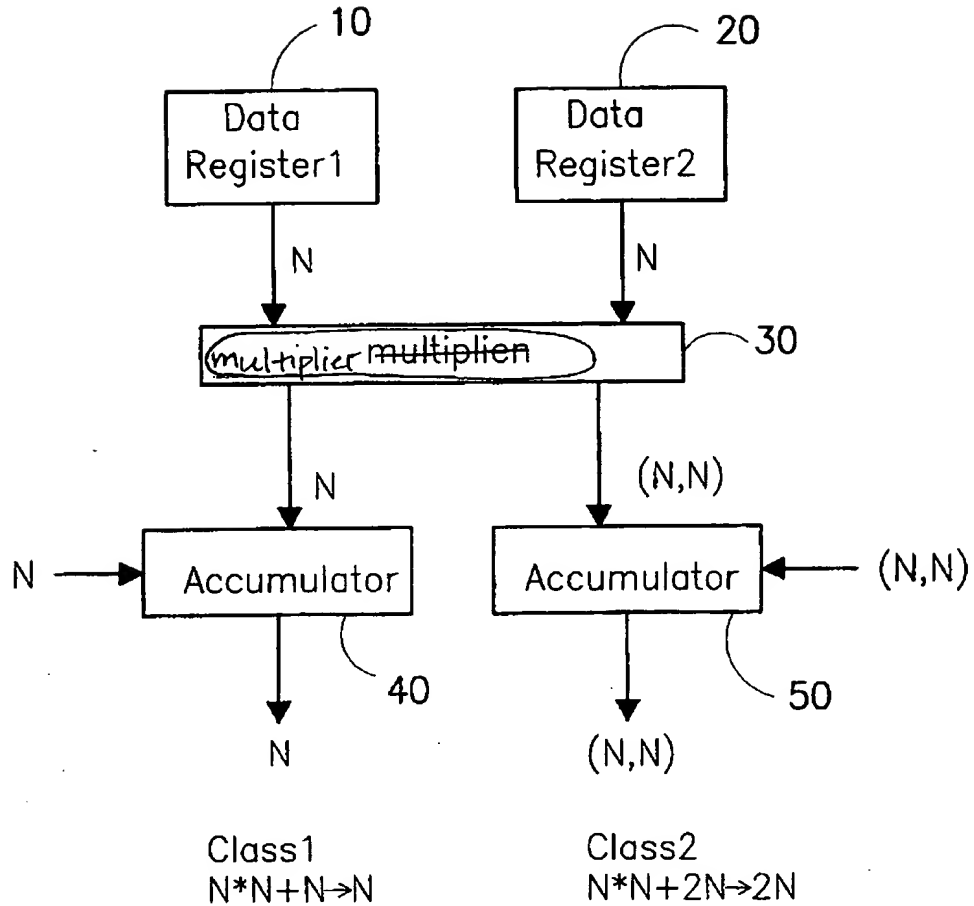 10
20
Data
Register1
Data
Register2
N
N
multiplier multiplien
30
N
(N,N)
N
Accumulator
Accumulator
(N,N)
40
50
N
(N,N)
Class1
N*N+N→N
Class2
N*N+2N→2N